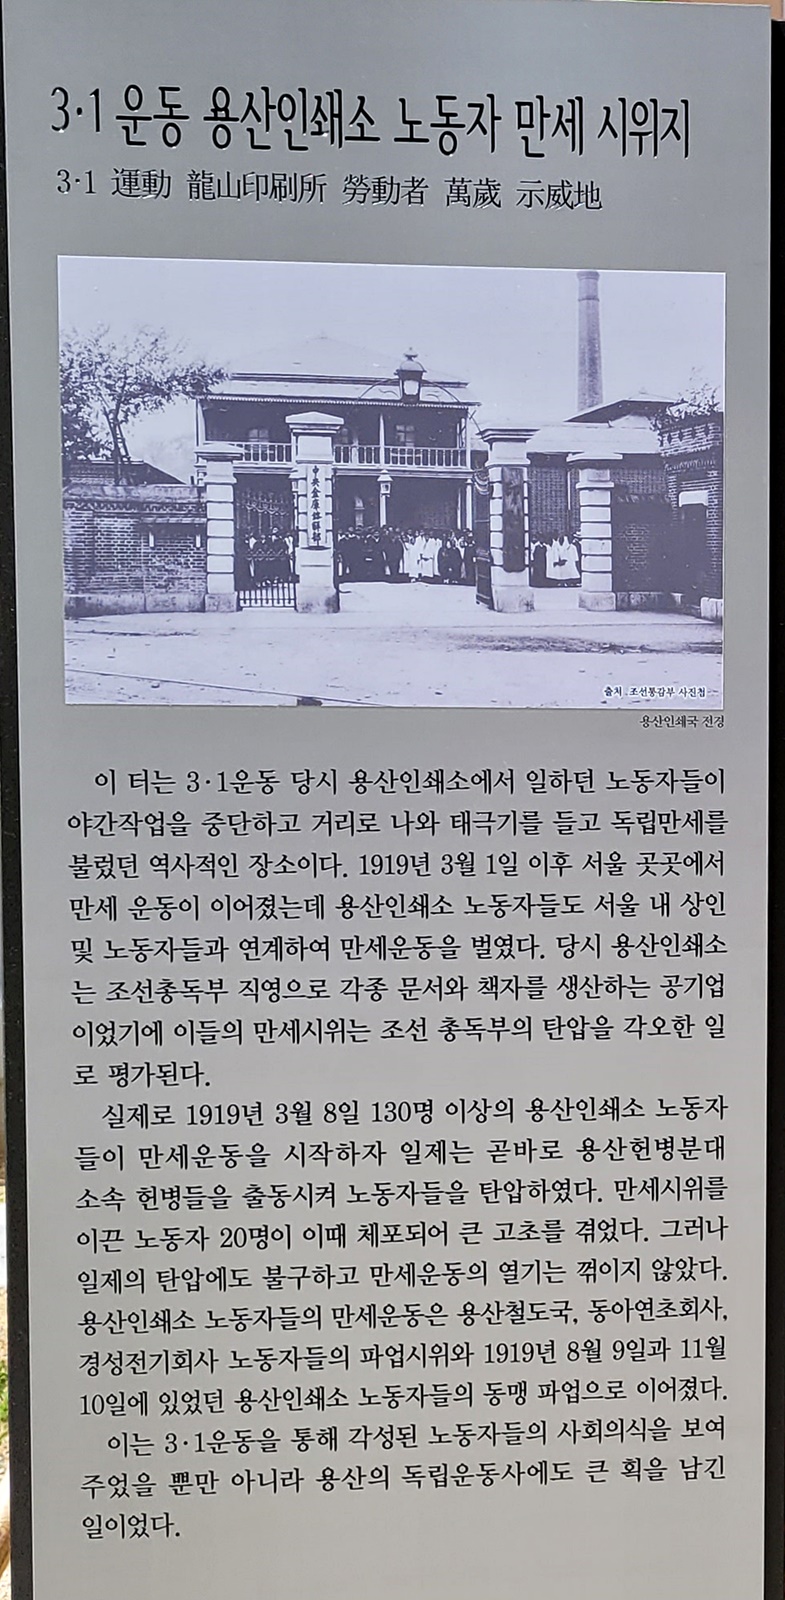 3·1 운동 용산인쇄소 노동자 만세 시위지
3·1 運動 龍山印刷所 勞動者 萬歲 示威地
출처 . 조선통감부 사진첩
용산인쇄국 전경
이 터는 3·1운동 당시 용산인쇄소에서 일하던 노동자들이
야간작업을 중단하고 거리로 나와 태극기를 들고 독립만세를
불렀던 역사적인 장소이다. 1919년 3월 1일 이후 서울 곳곳에서
만세 운동이 이어졌는데 용산인쇄소 노동자들도 서울 내 상인
및 노동자들과 연계하여 만세운동을 벌였다. 당시 용산인쇄소
는 조선총독부 직영으로 각종 문서와 책자를 생산하는 공기업
이었기에 이들의 만세시위는 조선 총독부의 탄압을 각오한 일
로 평가된다.
실제로 1919년 3월 8일 130명 이상의 용산인쇄소 노동자
들이 만세운동을 시작하자 일제는 곧바로 용산헌병분대
소속 헌병들을 출동시켜 노동자들을 탄압하였다. 만세시위를
이끈 노동자 20명이 이때 체포되어 큰 고초를 겪었다. 그러나
일제의 탄압에도 불구하고 만세운동의 열기는 꺾이지 않았다.
용산인쇄소 노동자들의 만세운동은 용산철도국, 동아연초회사,
경성전기회사 노동자들의 파업시위와 1919년 8월 9일과 11월
10일에 있었던 용산인쇄소 노동자들의 동맹 파업으로 이어졌다.
이는 3·1운동을 통해 각성된 노동자들의 사회의식을 보여
주었을 뿐만 아니라 용산의 독립운동사에도 큰 획을 남긴
일이었다.